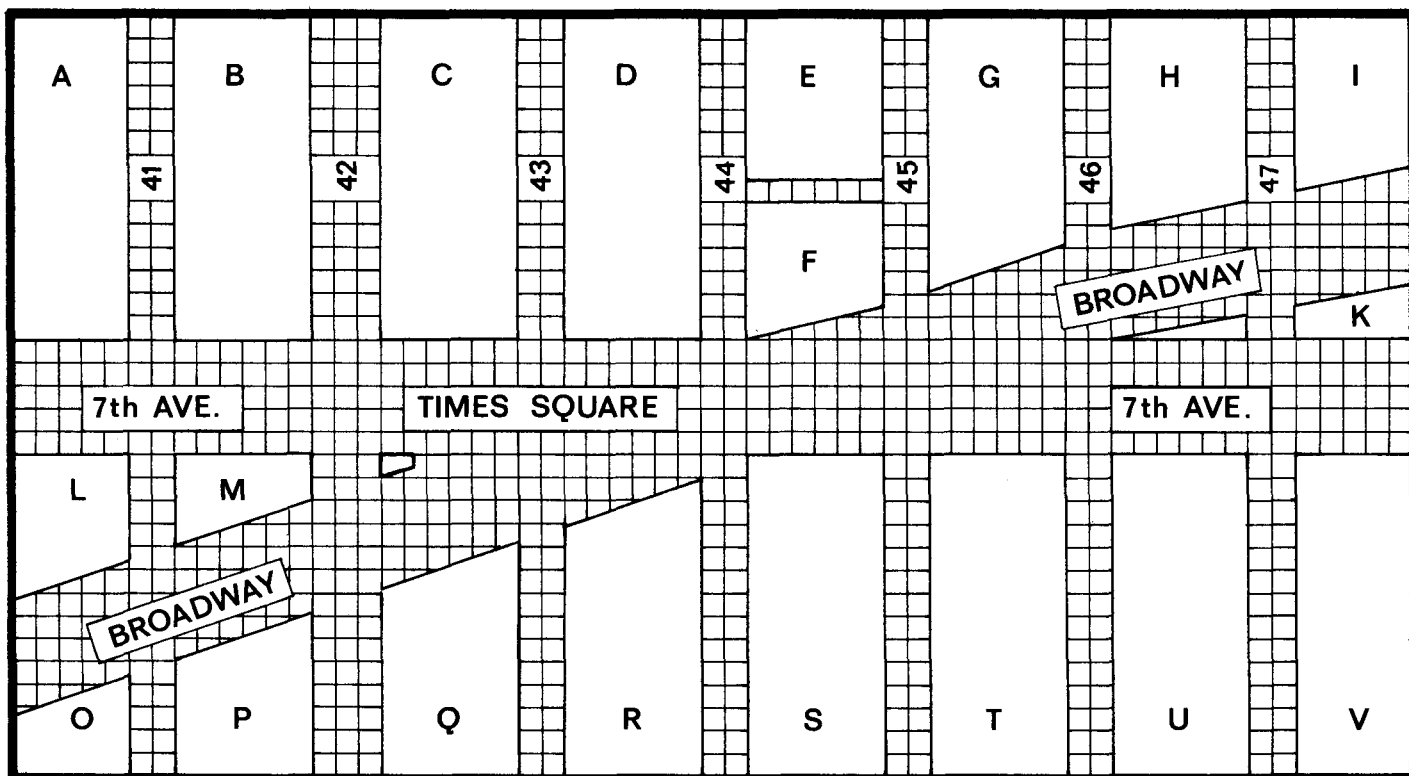 A B C D E G H I
41 42 43 44 45 46 47
F
BROADWAY
K
7th AVE. TIMES SQUARE 7th AVE.
L M
BROADWAY
O P Q R S T U V